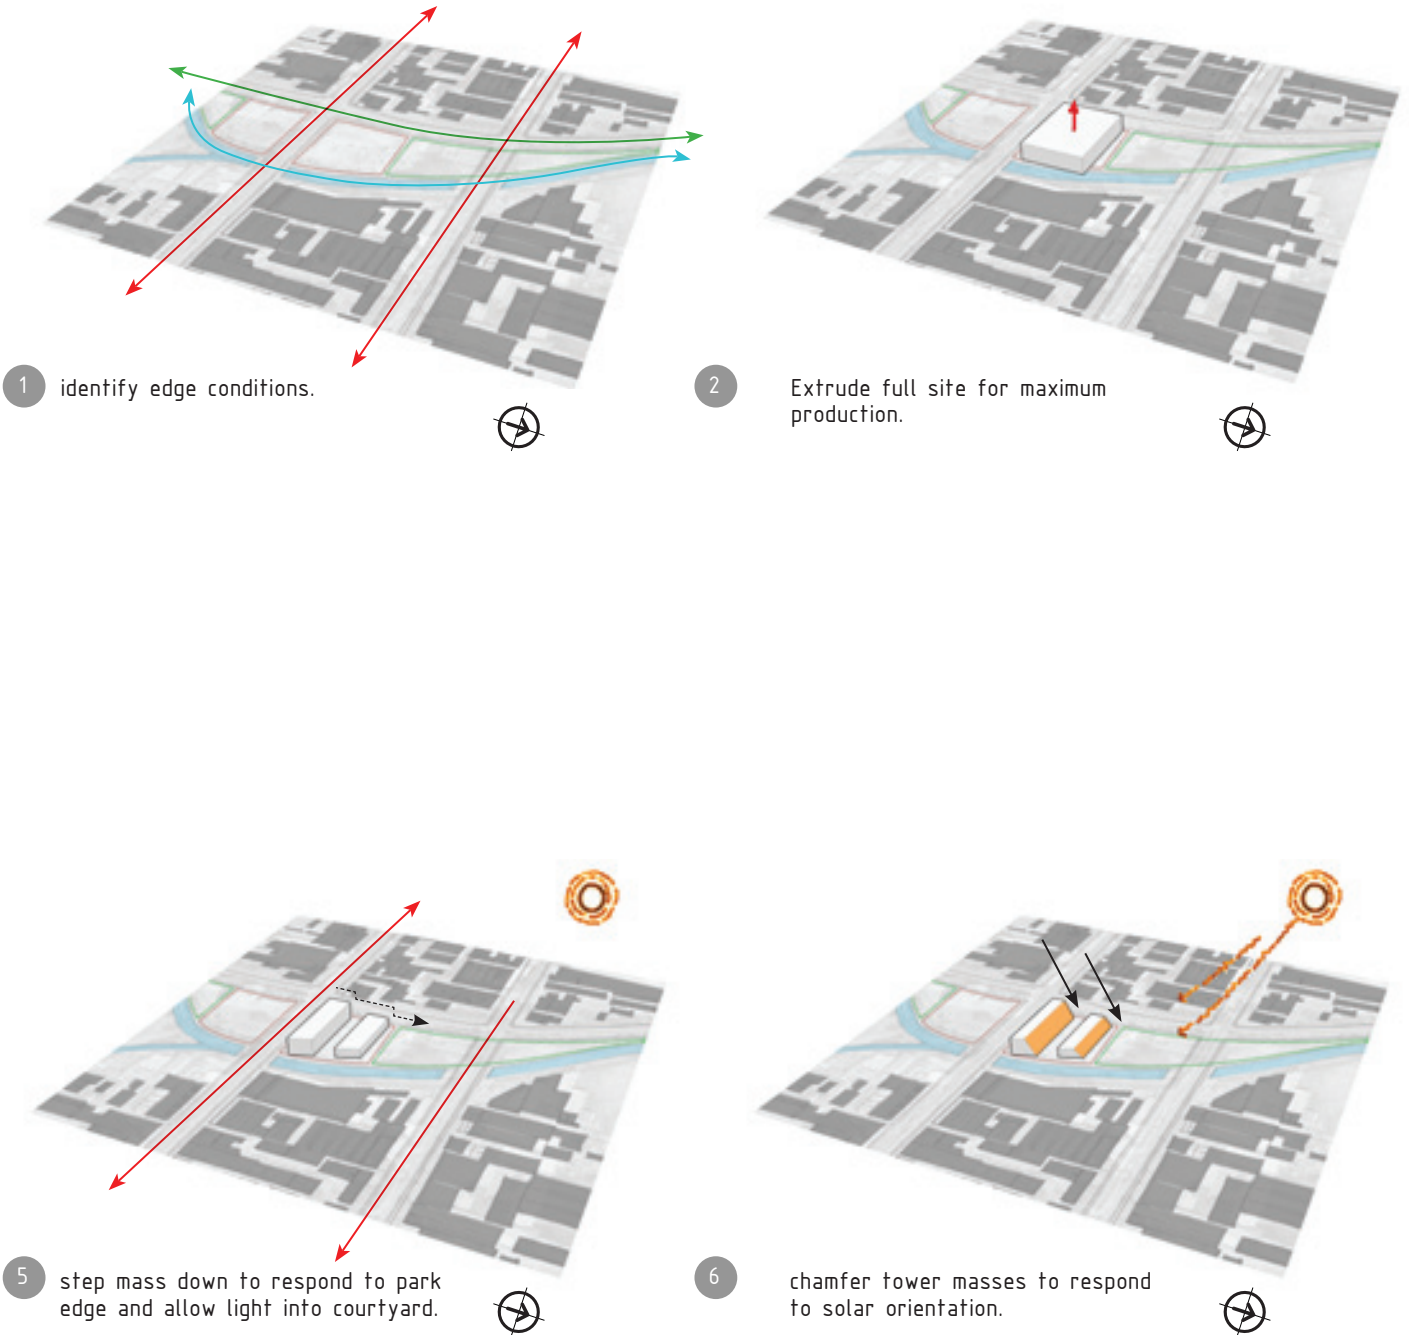 1
identify edge conditions.
2
Extrude full site for maximum
production.
5
step mass down to respond to park
edge and allow light into courtyard.
6
chamfer tower masses to respond
to solar orientation.